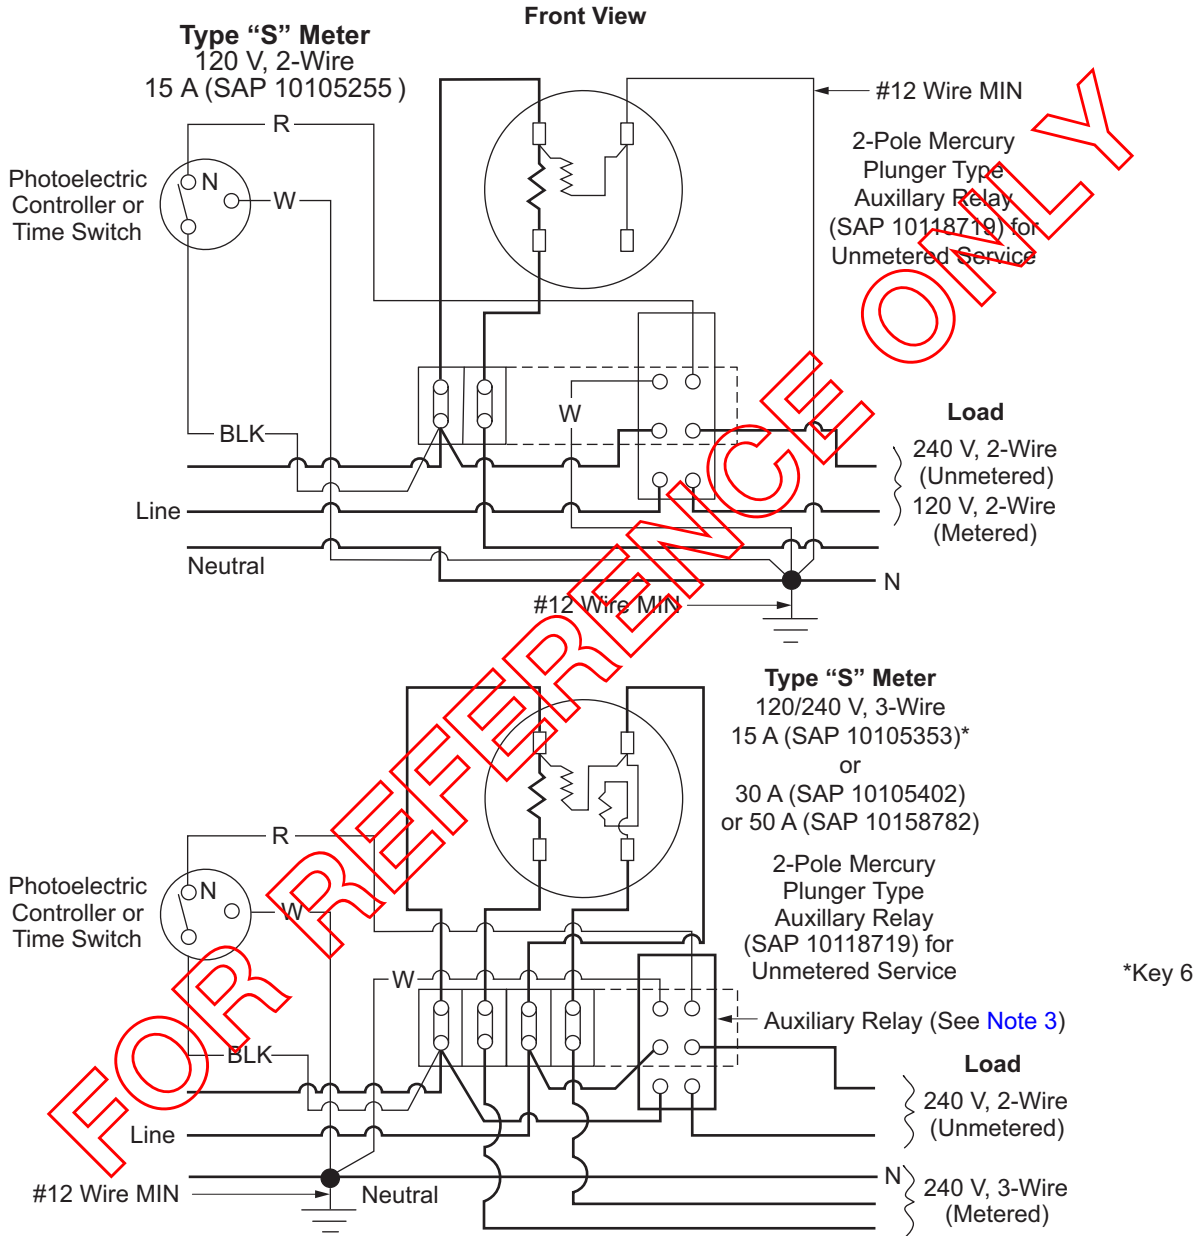 Front View
Type “S” Meter
120 V, 2-Wire
15 A (SAP 10105255 )
R
#12 Wire MIN
2-Pole Mercury
Plunger Type
Auxillary Relay
(SAP 10118719) for
Unmetered Service
Photoelectric
Controller or
Time Switch
N
W
W
BLK
Load
240 V, 2-Wire
(Unmetered)
120 V, 2-Wire
(Metered)
Line
Neutral
N
#12 Wire MIN
Type “S” Meter
120/240 V, 3-Wire
15 A (SAP 10105353)*
or
30 A (SAP 10105402)
or 50 A (SAP 10158782)
R
2-Pole Mercury
Plunger Type
Auxillary Relay
(SAP 10118719) for
Unmetered Service
*Key 6
Photoelectric
Controller or
Time Switch
N
W
W
Auxiliary Relay (See Note 3)
BLK
Load
240 V, 2-Wire
(Unmetered)
Line
N
240 V, 3-Wire
(Metered)
#12 Wire MIN
Neutral
FOR REFERENCE ONLY